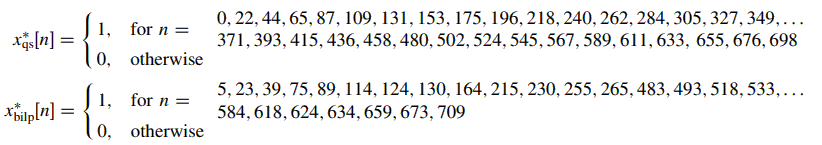 x*qs[n] = { 1, for n = 0, 22, 44, 65, 87, 109, 131, 153, 175, 196, 218, 240, 262, 284, 305, 327, 349, ...
371, 393, 415, 436, 458, 480, 502, 524, 545, 567, 589, 611, 633, 655, 676, 698
0, otherwise
x*bilp[n] = { 1, for n = 5, 23, 39, 75, 89, 114, 124, 130, 164, 215, 230, 255, 265, 483, 493, 518, 533, ...
584, 618, 624, 634, 659, 673, 709
0, otherwise